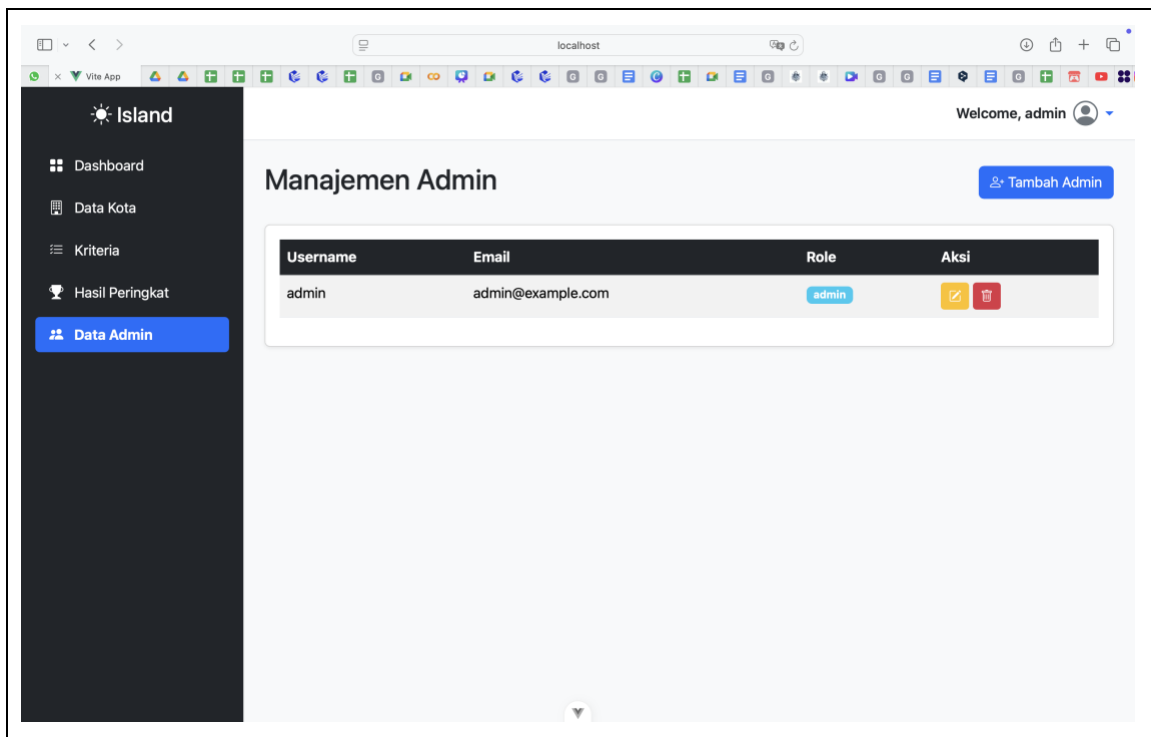 localhost
Vite App
Island
Welcome, admin
Dashboard
Data Kota
Kriteria
Hasil Peringkat
Data Admin
Manajemen Admin
Tambah Admin
Username Email Role Aksi
admin admin@example.com admin